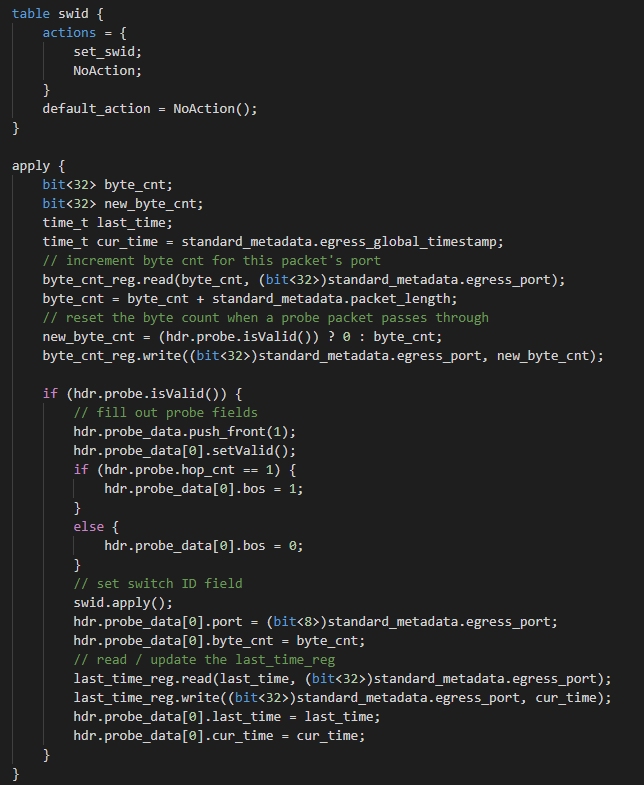 table swid {
    actions = {
        set_swid;
        NoAction;
    }
    default_action = NoAction();
}

apply {
    bit<32> byte_cnt;
    bit<32> new_byte_cnt;
    time_t last_time;
    time_t cur_time = standard_metadata.egress_global_timestamp;
    // increment byte cnt for this packet's port
    byte_cnt_reg.read(byte_cnt, (bit<32>)standard_metadata.egress_port);
    byte_cnt = byte_cnt + standard_metadata.packet_length;
    // reset the byte count when a probe packet passes through
    new_byte_cnt = (hdr.probe.isValid()) ? 0 : byte_cnt;
    byte_cnt_reg.write((bit<32>)standard_metadata.egress_port, new_byte_cnt);

    if (hdr.probe.isValid()) {
        // fill out probe fields
        hdr.probe_data.push_front(1);
        hdr.probe_data[0].setValid();
        if (hdr.probe.hop_cnt == 1) {
            hdr.probe_data[0].bos = 1;
        }
        else {
            hdr.probe_data[0].bos = 0;
        }
        // set switch ID field
        swid.apply();
        hdr.probe_data[0].port = (bit<8>)standard_metadata.egress_port;
        hdr.probe_data[0].byte_cnt = byte_cnt;
        // read / update the last_time_reg
        last_time_reg.read(last_time, (bit<32>)standard_metadata.egress_port);
        last_time_reg.write((bit<32>)standard_metadata.egress_port, cur_time);
        hdr.probe_data[0].last_time = last_time;
        hdr.probe_data[0].cur_time = cur_time;
    }
}